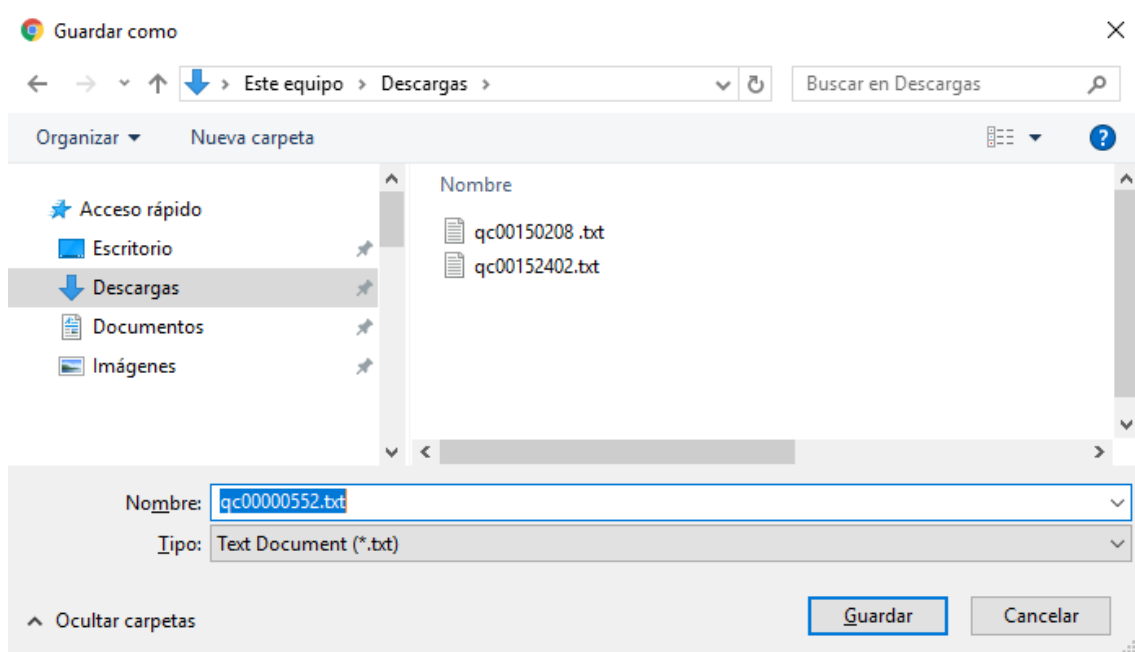 Guardar como
Este equipo > Descargas >
Buscar en Descargas
Organizar
Nueva carpeta
?
Acceso rápido
Escritorio
Descargas
Documentos
Imágenes
Nombre
qc00150208 .txt
qc00152402.txt
Nombre: qc00000552.txt
Tipo: Text Document (*.txt)
Ocultar carpetas
Guardar
Cancelar